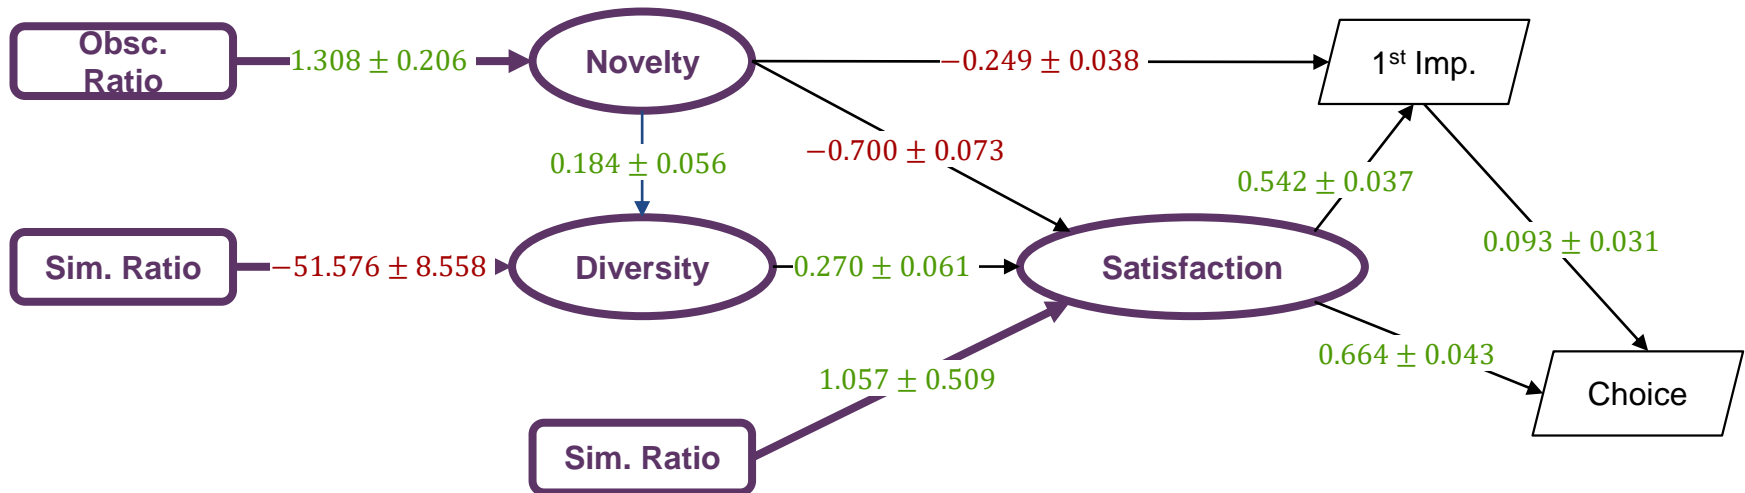 Obsc.
Ratio
1.308 ± 0.206
Novelty
−0.249 ± 0.038
1st Imp.
0.184 ± 0.056
−0.700 ± 0.073
0.542 ± 0.037
Sim. Ratio
−51.576 ± 8.558
Diversity
0.270 ± 0.061
Satisfaction
0.093 ± 0.031
1.057 ± 0.509
0.664 ± 0.043
Choice
Sim. Ratio